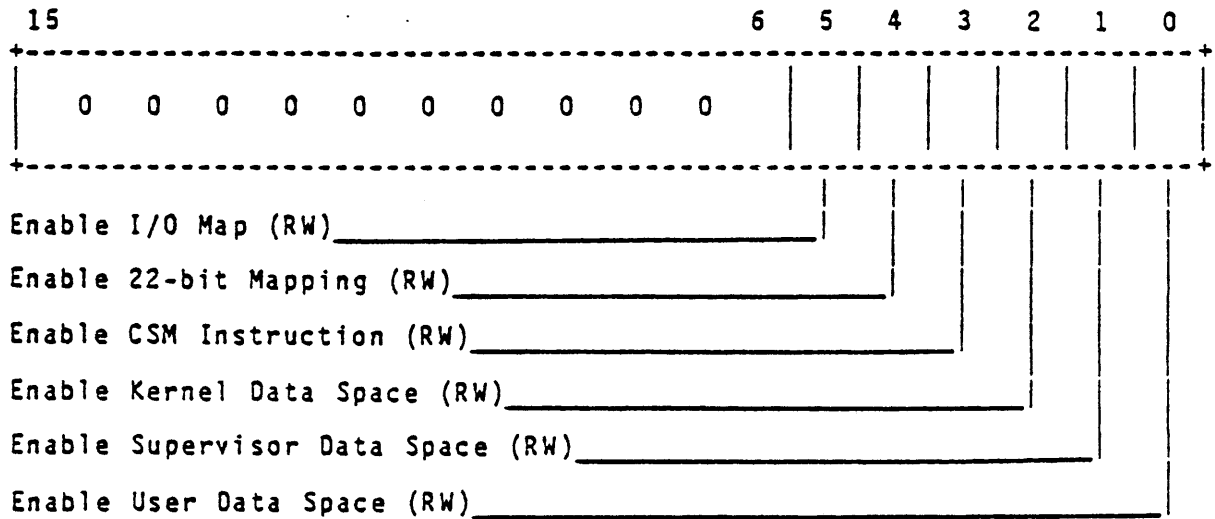 15 6 5 4 3 2 1 0
0 0 0 0 0 0 0 0 0 0
Enable I/O Map (RW)
Enable 22-bit Mapping (RW)
Enable CSM Instruction (RW)
Enable Kernel Data Space (RW)
Enable Supervisor Data Space (RW)
Enable User Data Space (RW)